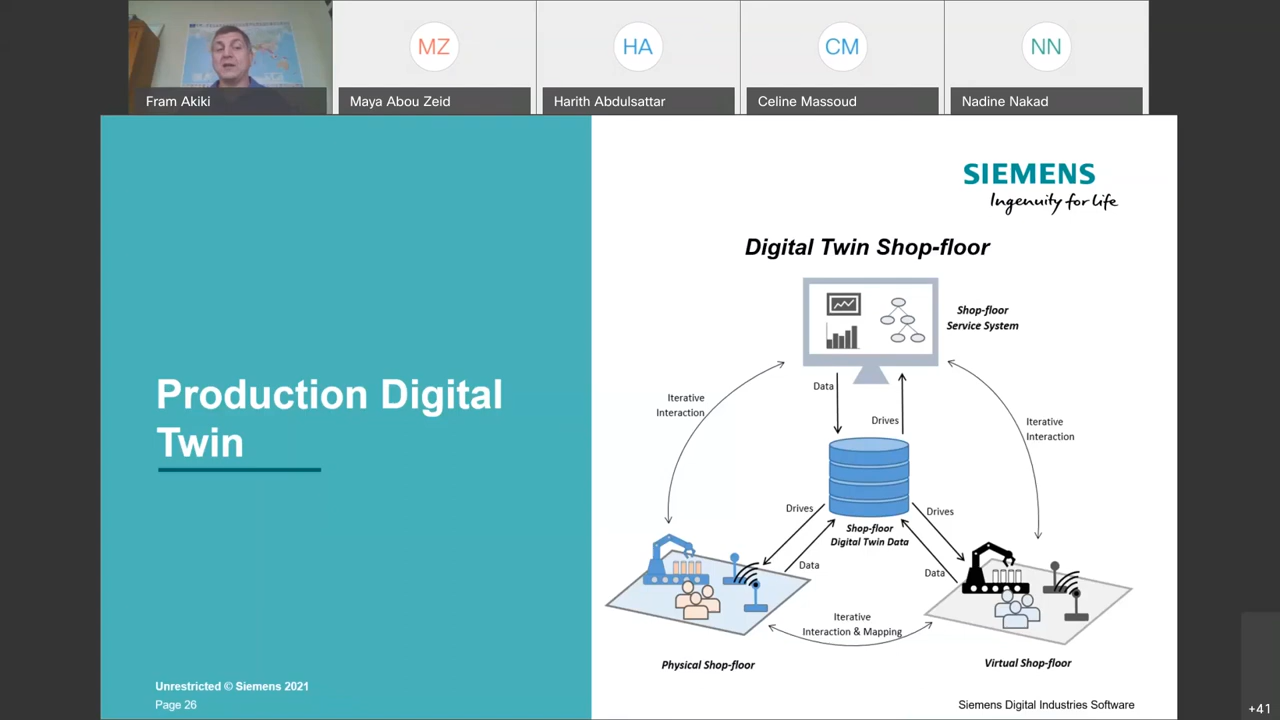 MZ
HA
CM
NN
Fram Akiki
Maya Abou Zeid
Harith Abdulsattar
Celine Massoud
Nadine Nakad
SIEMENS
Ingenuity for life
Digital Twin Shop-floor
Shop-floor
Service System
Data
Drives
Iterative
Interaction
Iterative
Interaction
Production Digital
Twin
Drives
Drives
Shop-floor
Digital Twin Data
Data
Data
Iterative
Interaction & Mapping
Physical Shop-floor
Virtual Shop-floor
Unrestricted © Siemens 2021
Page 26
Siemens Digital Industries Software
+41